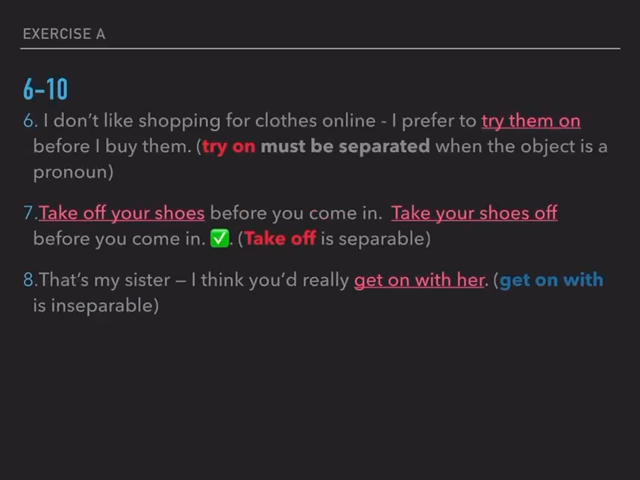 EXERCISE A
6-10
6. I don't like shopping for clothes online - I prefer to try them on
before I buy them. (try on must be separated when the object is a
pronoun)
7.Take off your shoes before you come in. Take your shoes off
before you come in. ✅. (Take off is separable)
8.That's my sister — I think you'd really get on with her. (get on with
is inseparable)